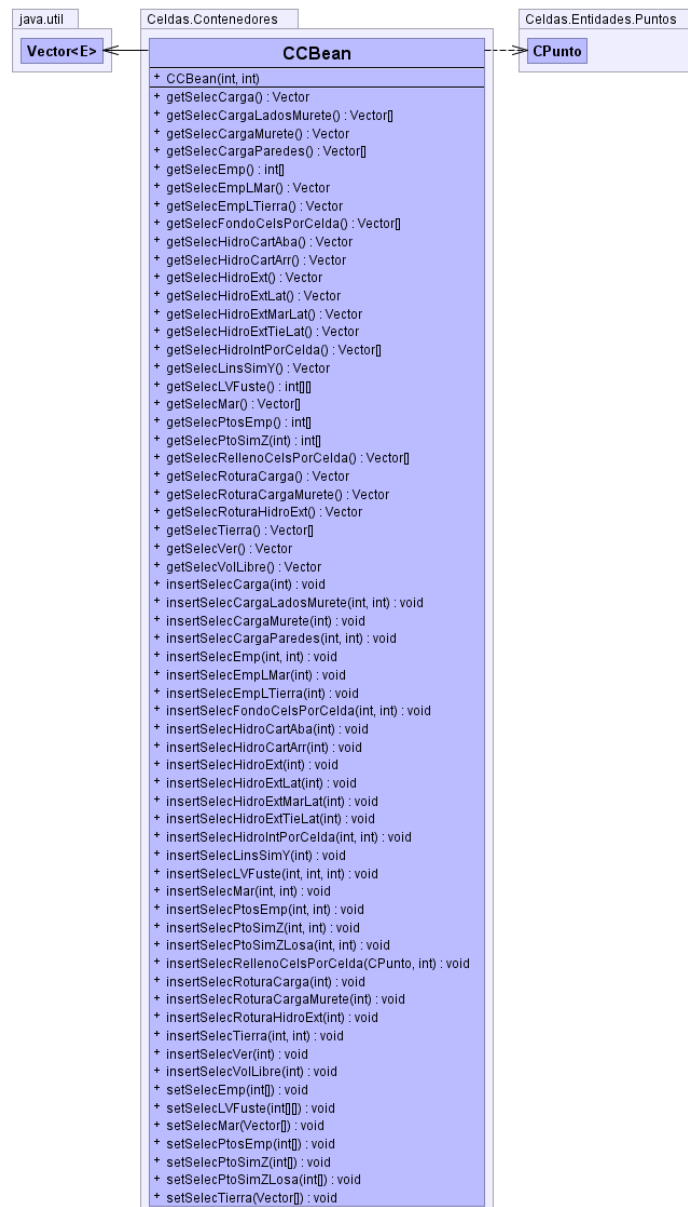 java.util
Celdas.Contenedores
Celdas.Entidades.Puntos
Vector<E>
CCBean
CPunto
+ CCBean(int, int)
+ getSelecCarga() : Vector
+ getSelecCargaLadosMurete() : Vector[]
+ getSelecCargaMurete() : Vector
+ getSelecCargaParedes() : Vector[]
+ getSelecEmp() : int[]
+ getSelecEmpLMar() : Vector
+ getSelecEmpLTierra() : Vector
+ getSelecFondoCelsPorCelda() : Vector[]
+ getSelecHidroCartAba() : Vector
+ getSelecHidroCartArr() : Vector
+ getSelecHidroExt() : Vector
+ getSelecHidroExtLat() : Vector
+ getSelecHidroExtMarLat() : Vector
+ getSelecHidroExtTieLat() : Vector
+ getSelecHidroIntPorCelda() : Vector[]
+ getSelecLinsSimY() : Vector
+ getSelecLVFuste() : int[][]
+ getSelecMar() : Vector[]
+ getSelecPtosEmp() : int[]
+ getSelecPtoSimZ(int) : int[]
+ getSelecRellenoCelsPorCelda() : Vector[]
+ getSelecRoturaCarga() : Vector
+ getSelecRoturaCargaMurete() : Vector
+ getSelecRoturaHidroExt() : Vector
+ getSelecTierra() : Vector[]
+ getSelecVer() : Vector
+ getSelecVolLibre() : Vector
+ insertSelecCarga(int) : void
+ insertSelecCargaLadosMurete(int, int) : void
+ insertSelecCargaMurete(int) : void
+ insertSelecCargaParedes(int, int) : void
+ insertSelecEmp(int, int) : void
+ insertSelecEmpLMar(int) : void
+ insertSelecEmpLTierra(int) : void
+ insertSelecFondoCelsPorCelda(int, int) : void
+ insertSelecHidroCartAba(int) : void
+ insertSelecHidroCartArr(int) : void
+ insertSelecHidroExt(int) : void
+ insertSelecHidroExtLat(int) : void
+ insertSelecHidroExtMarLat(int) : void
+ insertSelecHidroExtTieLat(int) : void
+ insertSelecHidroIntPorCelda(int, int) : void
+ insertSelecLinsSimY(int) : void
+ insertSelecLVFuste(int, int, int) : void
+ insertSelecMar(int, int) : void
+ insertSelecPtosEmp(int, int) : void
+ insertSelecPtoSimZ(int, int) : void
+ insertSelecPtoSimZLosa(int, int) : void
+ insertSelecRellenoCelsPorCelda(CPunto, int) : void
+ insertSelecRoturaCarga(int) : void
+ insertSelecRoturaCargaMurete(int) : void
+ insertSelecRoturaHidroExt(int) : void
+ insertSelecTierra(int, int) : void
+ insertSelecVer(int) : void
+ insertSelecVolLibre(int) : void
+ setSelecEmp(int[]) : void
+ setSelecLVFuste(int[][]) : void
+ setSelecMar(Vector[]) : void
+ setSelecPtosEmp(int[]) : void
+ setSelecPtoSimZ(int[]) : void
+ setSelecPtoSimZLosa(int[]) : void
+ setSelecTierra(Vector[]) : void